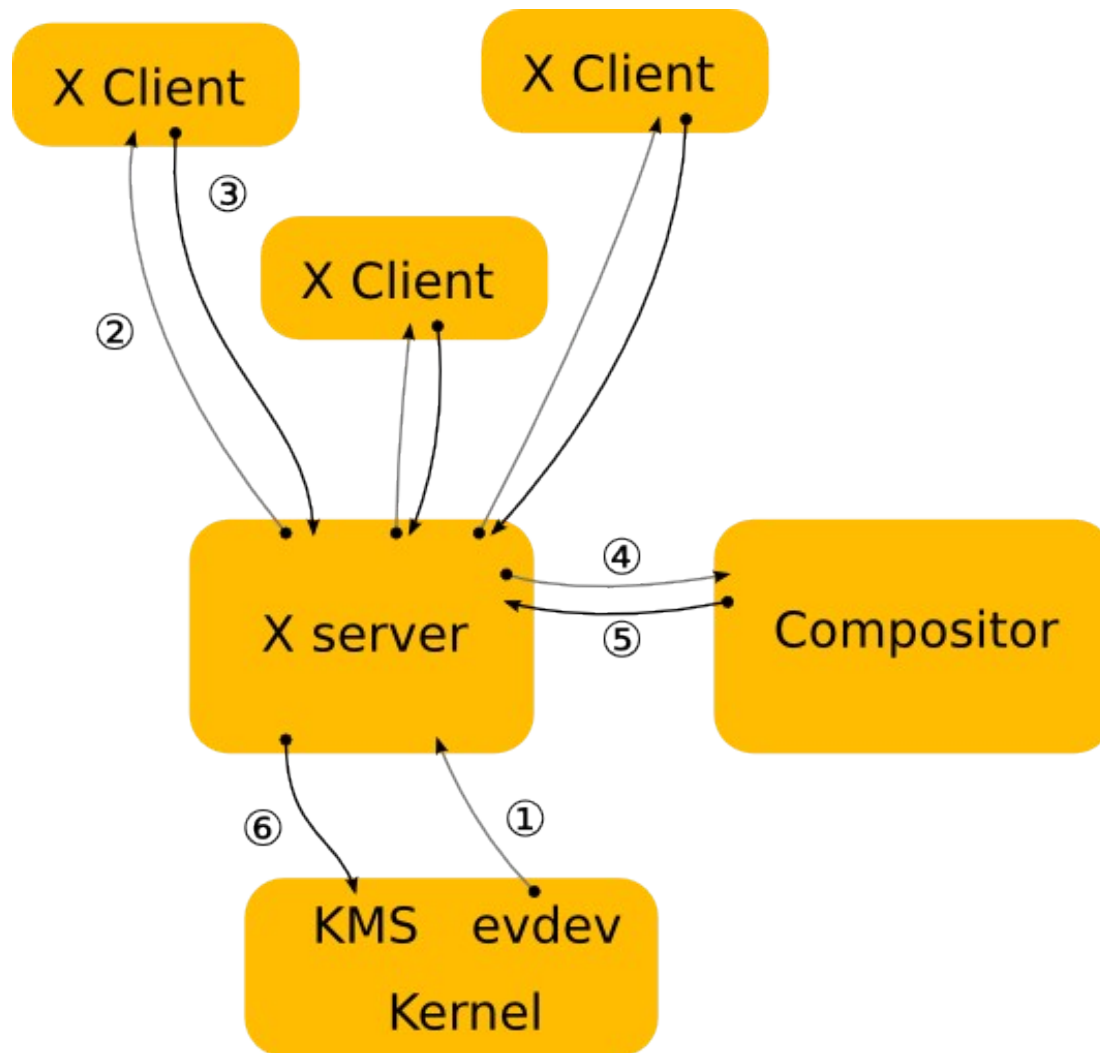 X Client
X Client
③
X Client
②
④
X server
Compositor
⑤
⑥
①
KMS evdev
Kernel